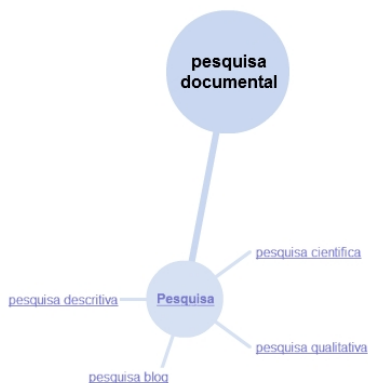 pesquisa
documental
pesquisa cientifica
pesquisa descritiva
Pesquisa
pesquisa qualitativa
pesquisa blog